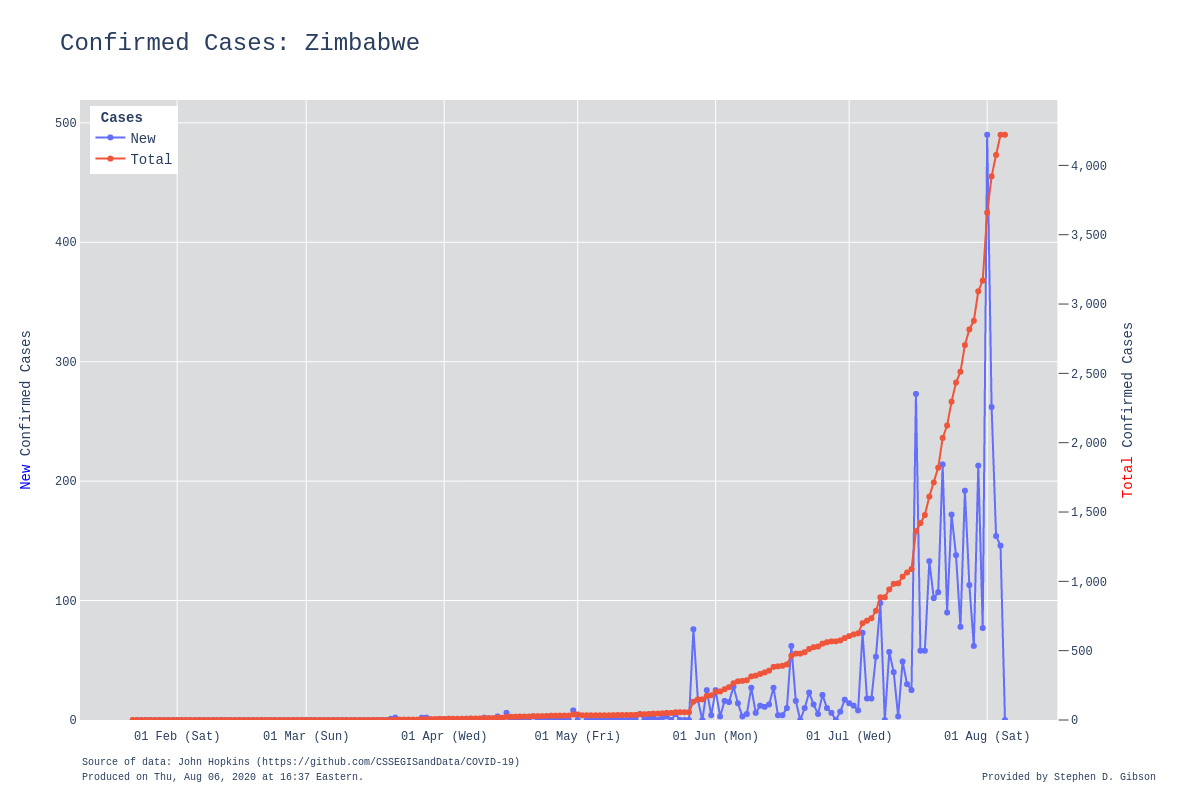 Confirmed Cases: Zimbabwe
Cases
New
Total
500
400
300
200
100
0
4,000
3,500
3,000
2,500
2,000
1,500
1,000
500
0
New Confirmed Cases
Total Confirmed Cases
01 Feb (Sat) 01 Mar (Sun) 01 Apr (Wed) 01 May (Fri) 01 Jun (Mon) 01 Jul (Wed) 01 Aug (Sat)
Source of data: John Hopkins (https://github.com/CSSEGISandData/COVID-19)
Produced on Thu, Aug 06, 2020 at 16:37 Eastern.
Provided by Stephen D. Gibson